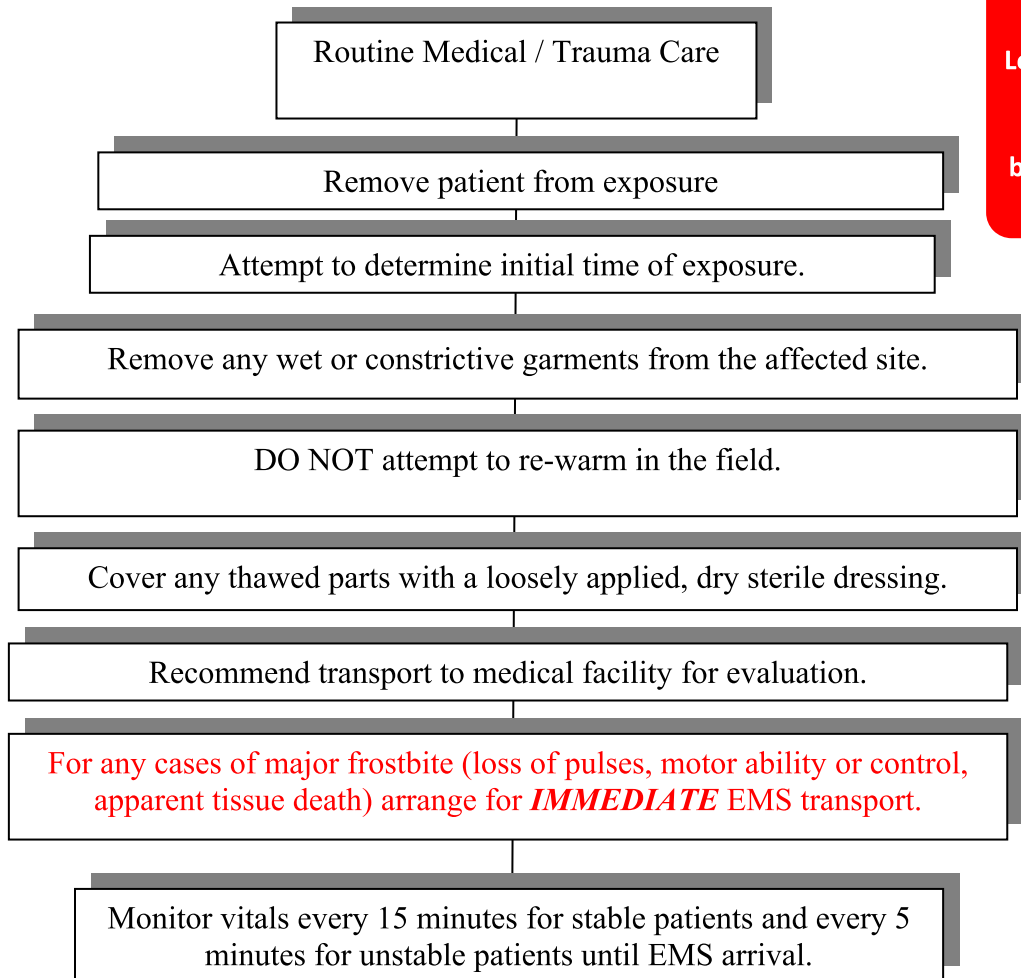 Routine Medical / Trauma Care
Remove patient from exposure
Attempt to determine initial time of exposure.
Remove any wet or constrictive garments from the affected site.
DO NOT attempt to re-warm in the field.
Cover any thawed parts with a loosely applied, dry sterile dressing.
Recommend transport to medical facility for evaluation.
For any cases of major frostbite (loss of pulses, motor ability or control,
apparent tissue death) arrange for IMMEDIATE EMS transport.
Monitor vitals every 15 minutes for stable patients and every 5
minutes for unstable patients until EMS arrival.